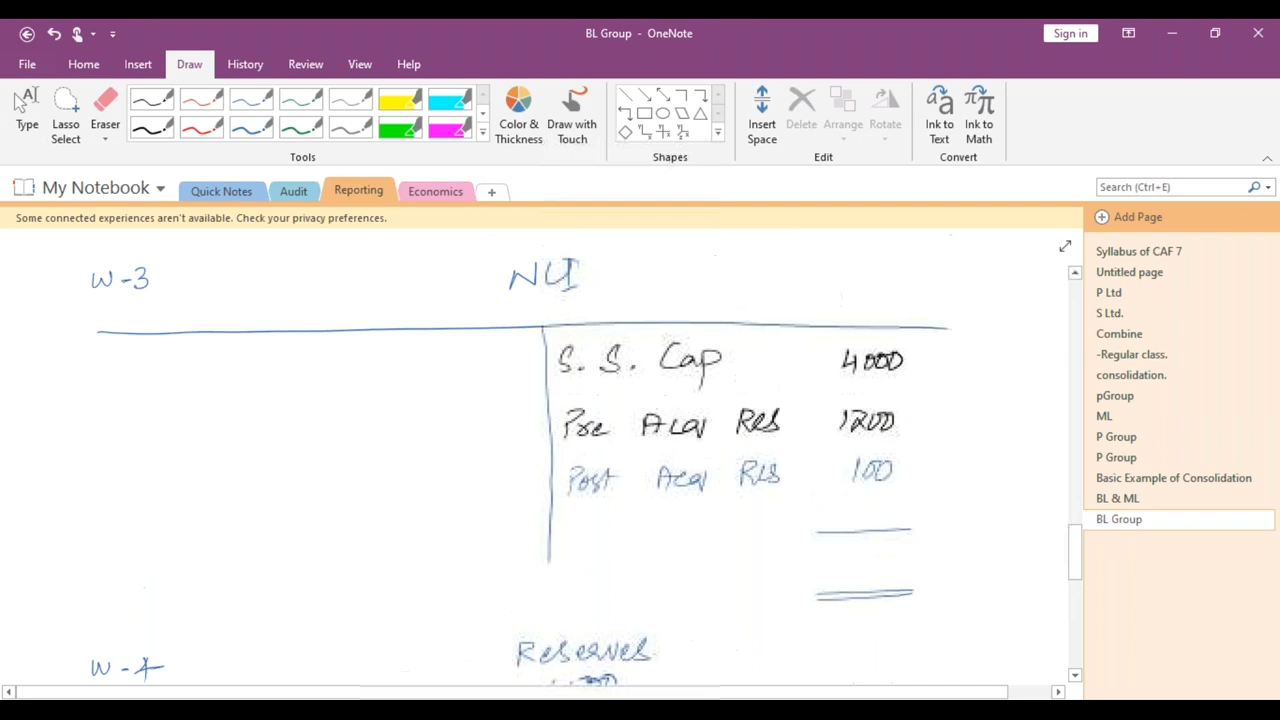 BL Group - OneNote
Sign in
File Home Insert Draw History Review View Help
Type
Lasso Select
Eraser
Color & Thickness
Draw with Touch
Insert Space
Delete
Arrange
Rotate
Ink to Text
Ink to Math
Tools
Shapes
Edit
Convert
My Notebook
Quick Notes
Audit
Reporting
Economics
Search (Ctrl+E)
Some connected experiences aren't available. Check your privacy preferences.
Add Page
Syllabus of CAF 7
Untitled page
P Ltd
S Ltd.
Combine
-Regular class.
consolidation.
pGroup
ML
P Group
P Group
Basic Example of Consolidation
BL & ML
BL Group
W-3
NCI
S. S. Cap 4000
Pre Acq Res 1200
Post Acq Res 100
Reserves
W-4